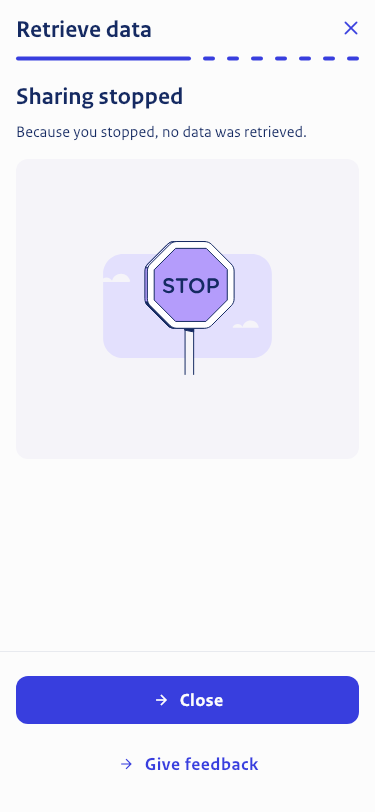 Retrieve data
Sharing stopped
Because you stopped, no data was retrieved.
STOP
Close
Give feedback